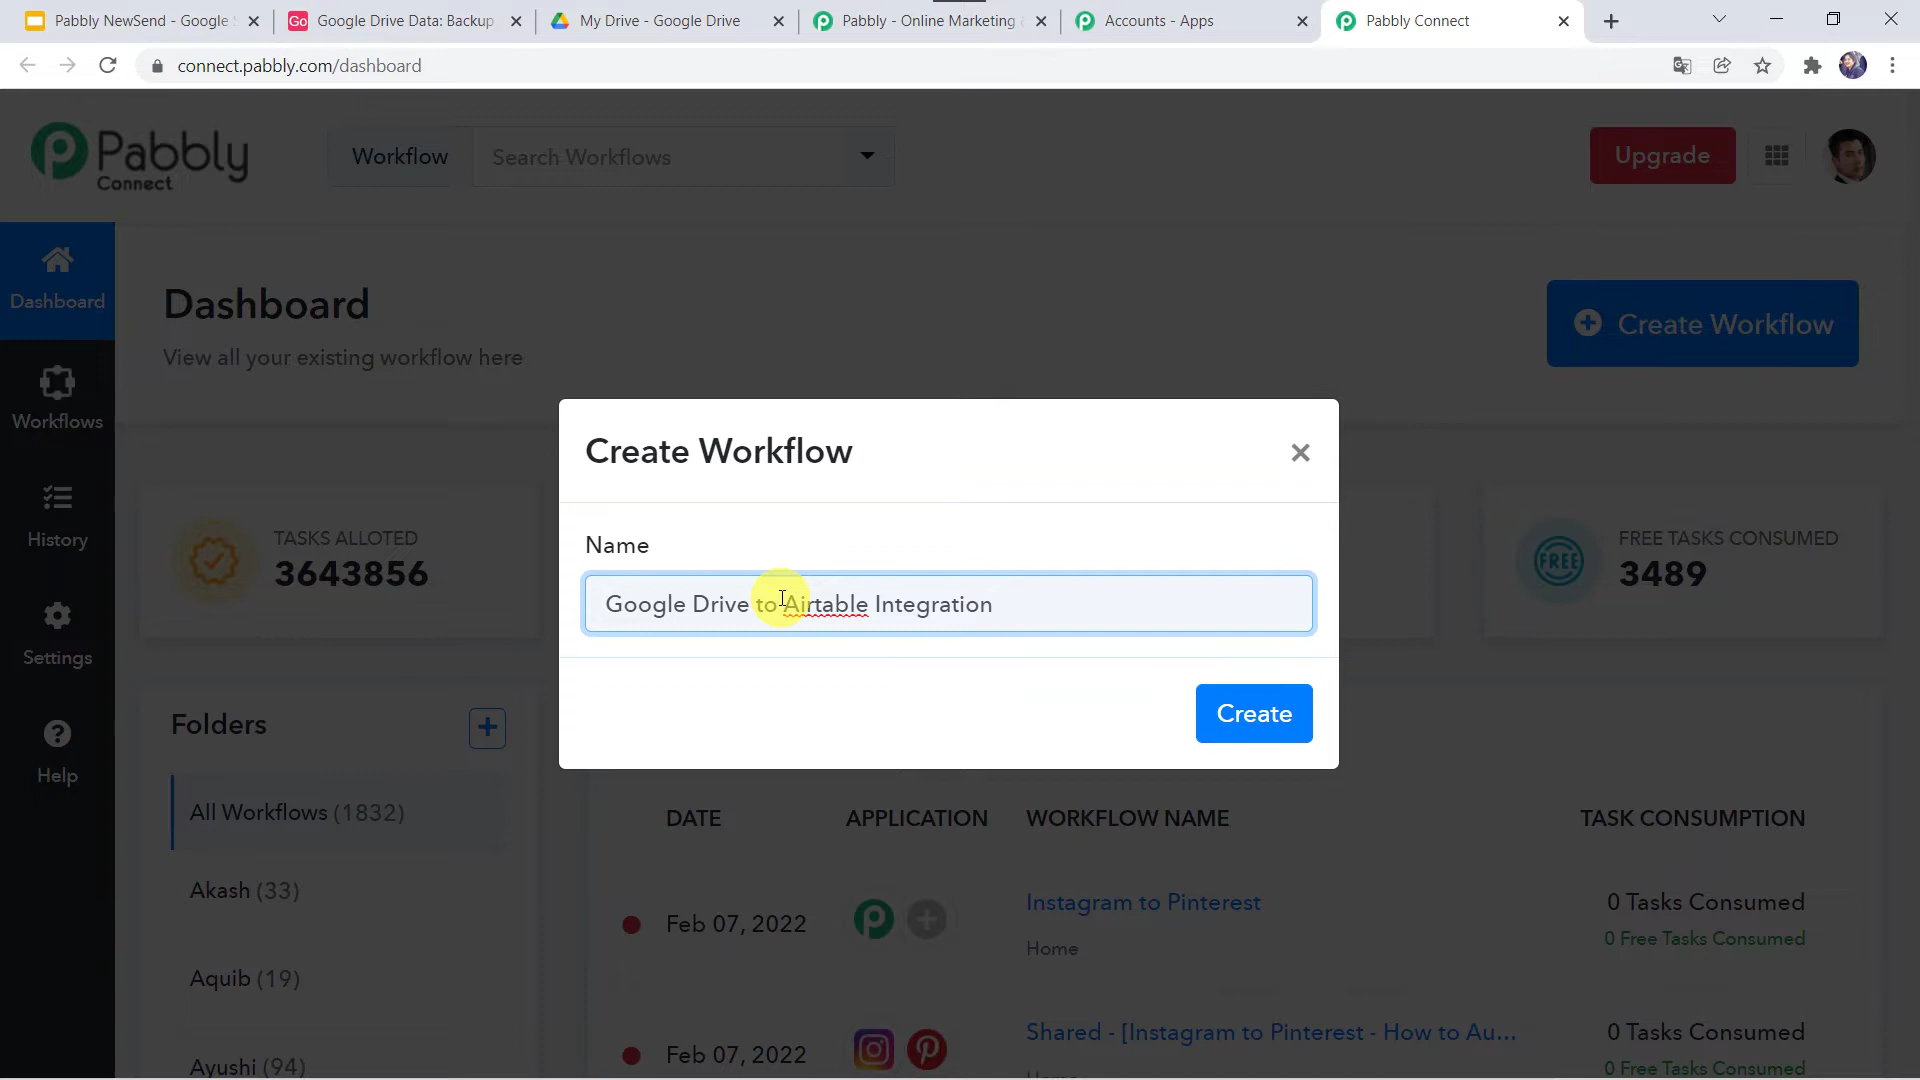 Pabbly NewSend - Google S
Google Drive Data: Backup
My Drive - Google Drive
Pabbly - Online Marketing
Accounts - Apps
Pabbly Connect
connect.pabbly.com/dashboard
Pabbly
Connect
Workflow
Search Workflows
Upgrade
Dashboard
Workflows
History
Settings
Help
Dashboard
View all your existing workflow here
Create Workflow
Create Workflow
Name
Google Drive to Airtable Integration
Create
TASKS ALLOTED
3643856
FREE
FREE TASKS CONSUMED
3489
Folders
All Workflows (1832)
Akash (33)
Aquib (19)
Ayushi (94)
DATE APPLICATION WORKFLOW NAME TASK CONSUMPTION
Feb 07, 2022 Instagram to Pinterest 0 Tasks Consumed
Home 0 Free Tasks Consumed
Feb 07, 2022 Shared - [Instagram to Pinterest - How to Au... 0 Tasks Consumed
0 Free Tasks Consumed